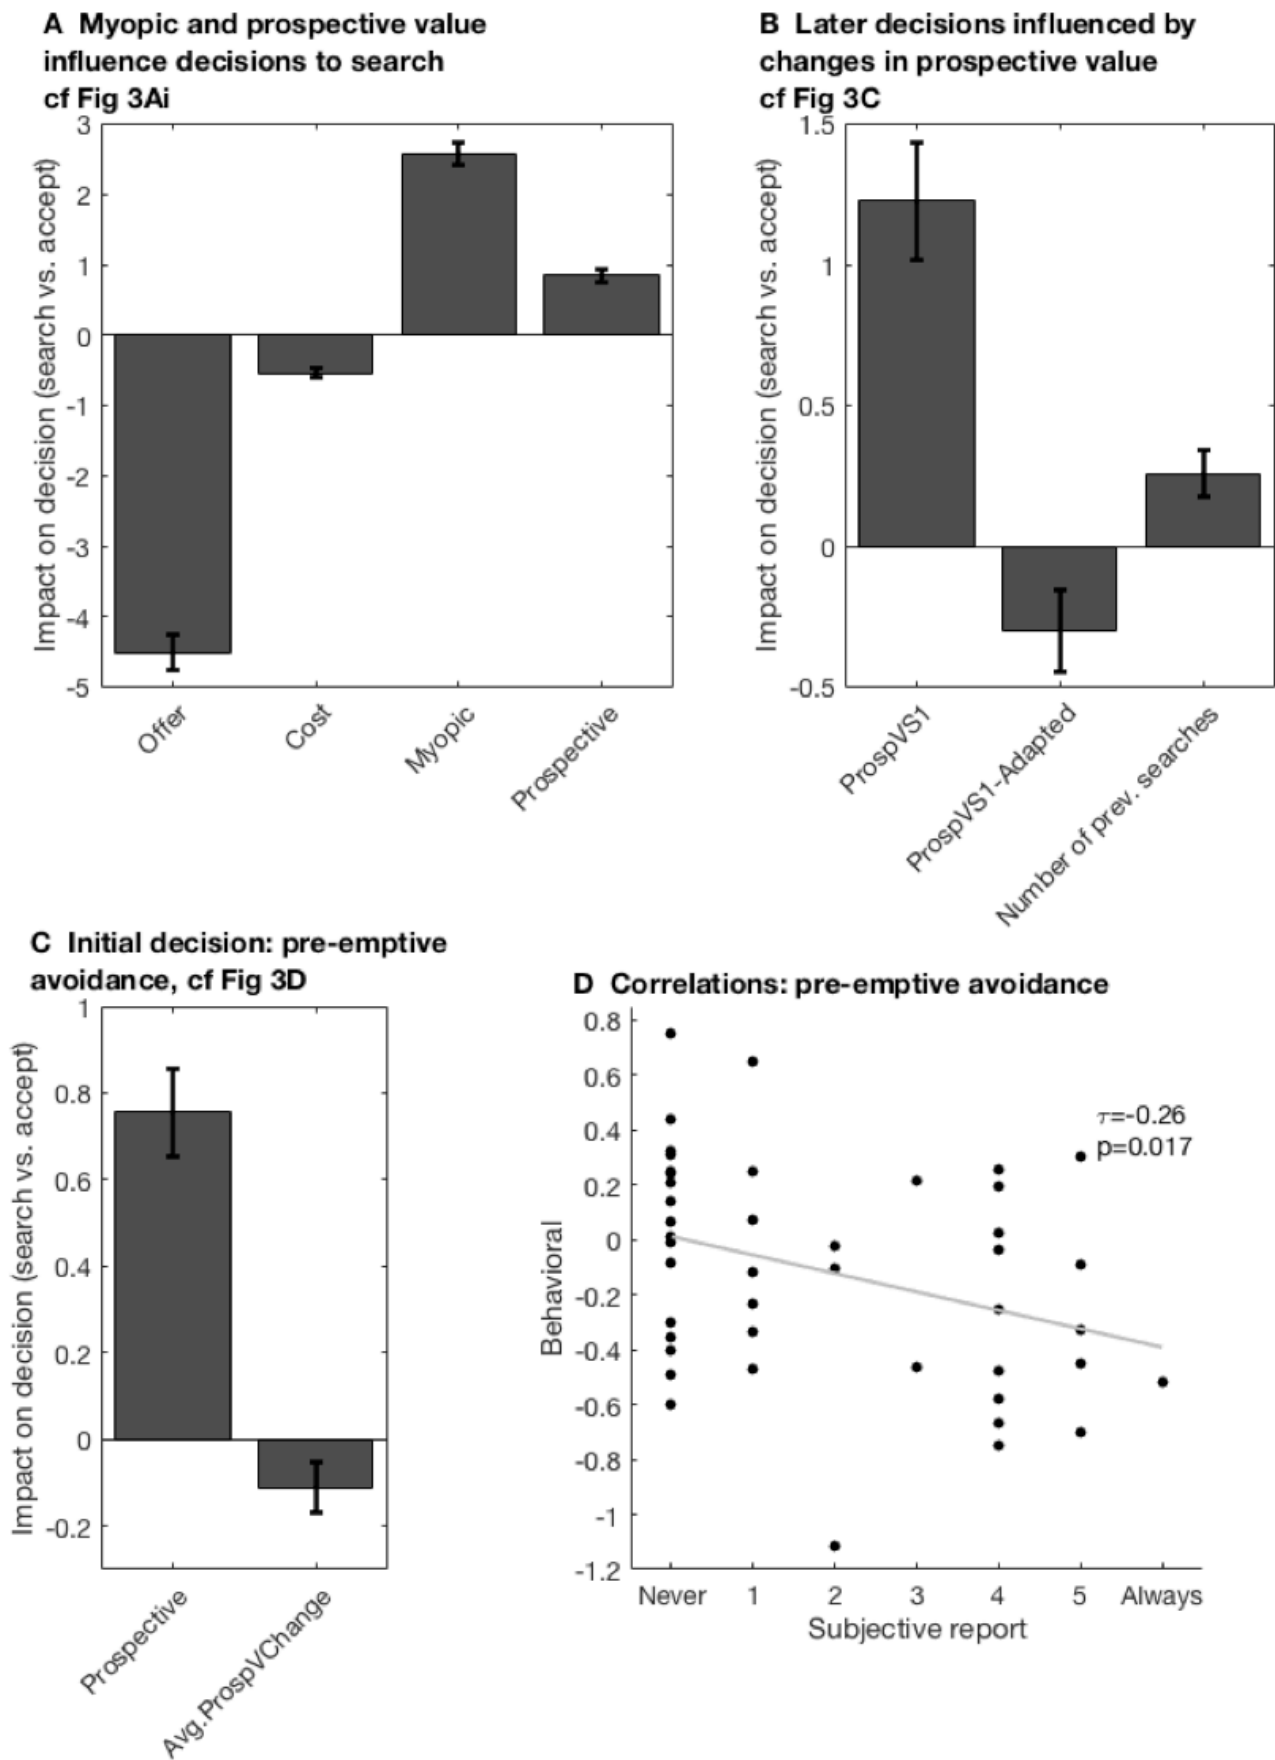 A Myopic and prospective value
influence decisions to search
cf Fig 3Ai
3
2
1
0
-1
-2
-3
-4
-5
Impact on decision (search vs. accept)
Offer
Cost
Myopic
Prospective
B Later decisions influenced by
changes in prospective value
cf Fig 3C
1.5
1
0.5
0
-0.5
Impact on decision (search vs. accept)
ProspVS1
ProspVS1-Adapted
Number of prev. searches
C Initial decision: pre-emptive
avoidance, cf Fig 3D
1
0.8
0.6
0.4
0.2
0
-0.2
Impact on decision (search vs. accept)
Prospective
Avg.ProspVChange
D Correlations: pre-emptive avoidance
0.8
0.6
0.4
0.2
0
-0.2
-0.4
-0.6
-0.8
-1
-1.2
Behavioral
τ=-0.26
p=0.017
Never 1 2 3 4 5 Always
Subjective report